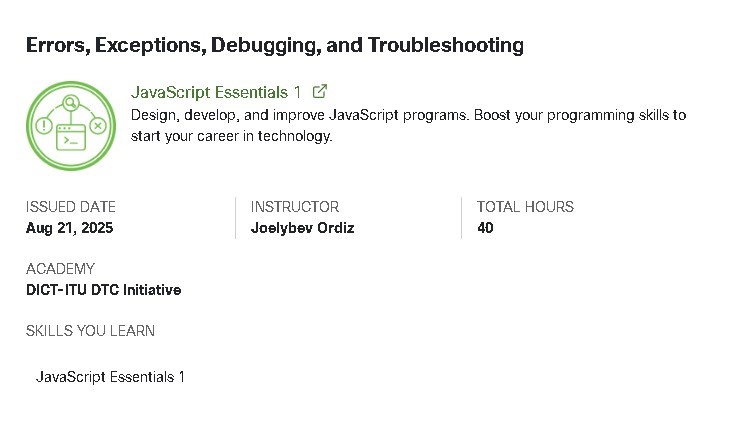 Errors, Exceptions, Debugging, and Troubleshooting
JavaScript Essentials 1
Design, develop, and improve JavaScript programs. Boost your programming skills to
start your career in technology.
ISSUED DATE
Aug 21, 2025
INSTRUCTOR
Joelybev Ordiz
TOTAL HOURS
40
ACADEMY
DICT-ITU DTC Initiative
SKILLS YOU LEARN
JavaScript Essentials 1